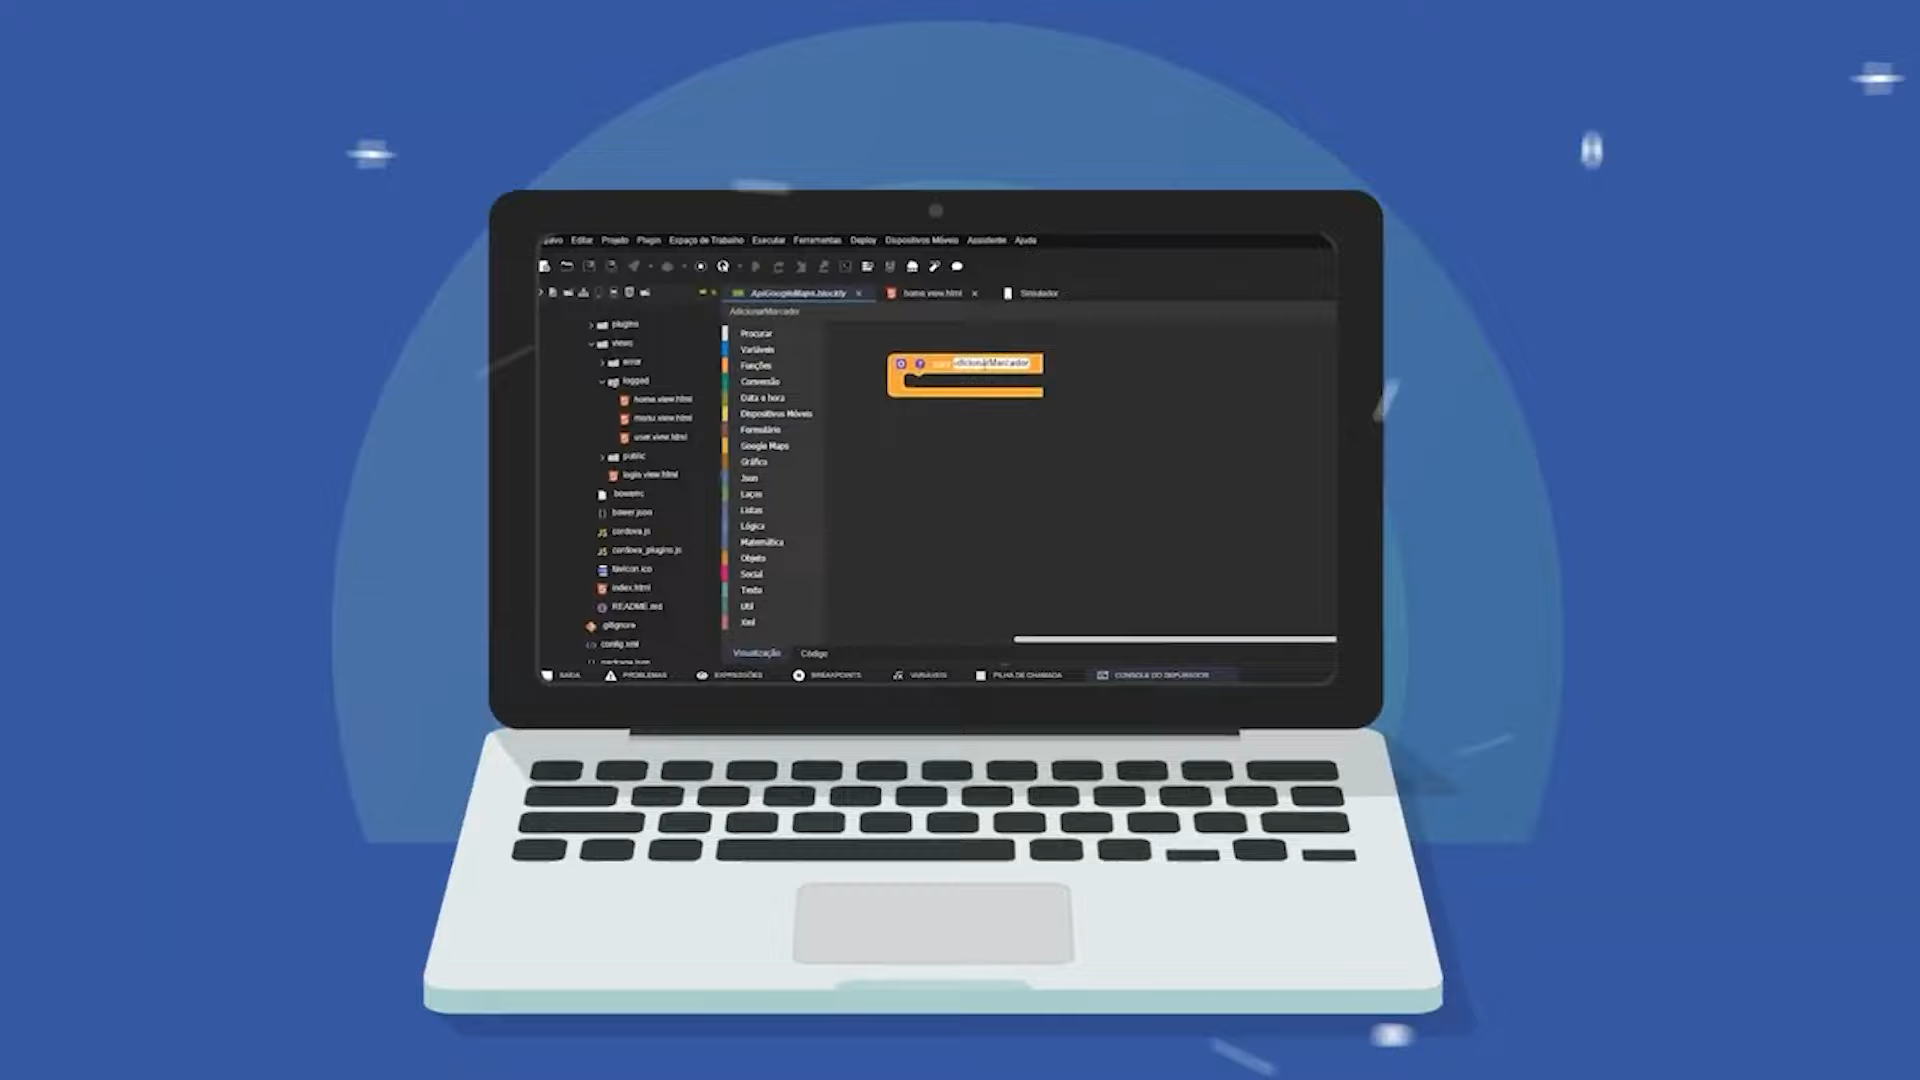 Editar Projeto Plugin Espaço de Trabalho Executar Ferramentas Deploy Dispositivos Móveis Assistente Ajuda
ApiGoogleMaps.blockly home.view.html Simulador
AdicionarMarcador
plugins
views
error
logged
home.view.html
menu.view.html
user.view.html
public
login.view.html
bowerrc
bower.json
cordova.js
cordova_plugins.js
favicon.ico
index.html
README.md
.gitignore
config.xml
Procurar
Variáveis
Funções
Conversão
Data e hora
Dispositivos Móveis
Formulário
Google Maps
Gráfico
Json
Laços
Listas
Lógica
Matemática
Objeto
Social
Texto
Util
Xml
AdicionarMarcador
Visualização Código
SAÍDA PROBLEMAS EXPRESSÕES BREAKPOINTS VARIÁVEIS PILHA DE CHAMADA CONSOLE DO DEPURADOR